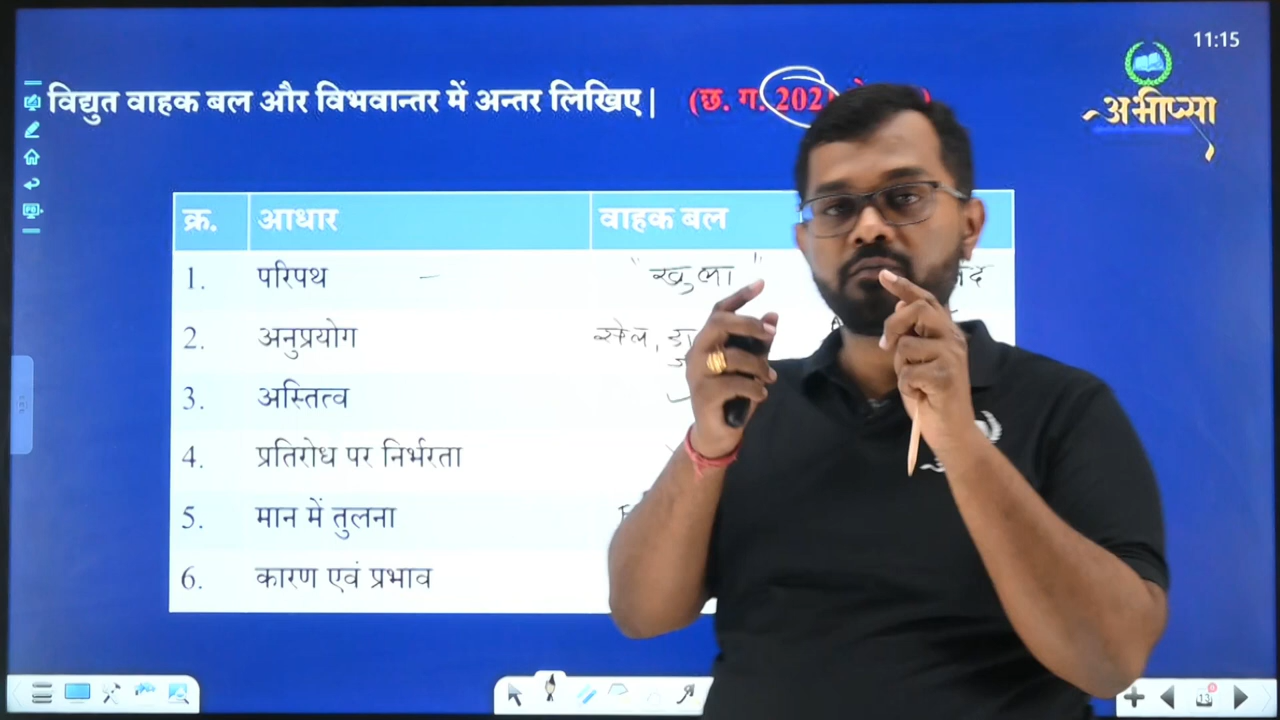 11:15
विद्युत वाहक बल और विभवान्तर में अन्तर लिखिए| (छ. ग. 202
अभीप्सा
क्र. आधार वाहक बल
1. परिपथ – "खुला"
2. अनुप्रयोग सेल,
3. अस्तित्व
4. प्रतिरोध पर निर्भरता
5. मान में तुलना
6. कारण एवं प्रभाव
13